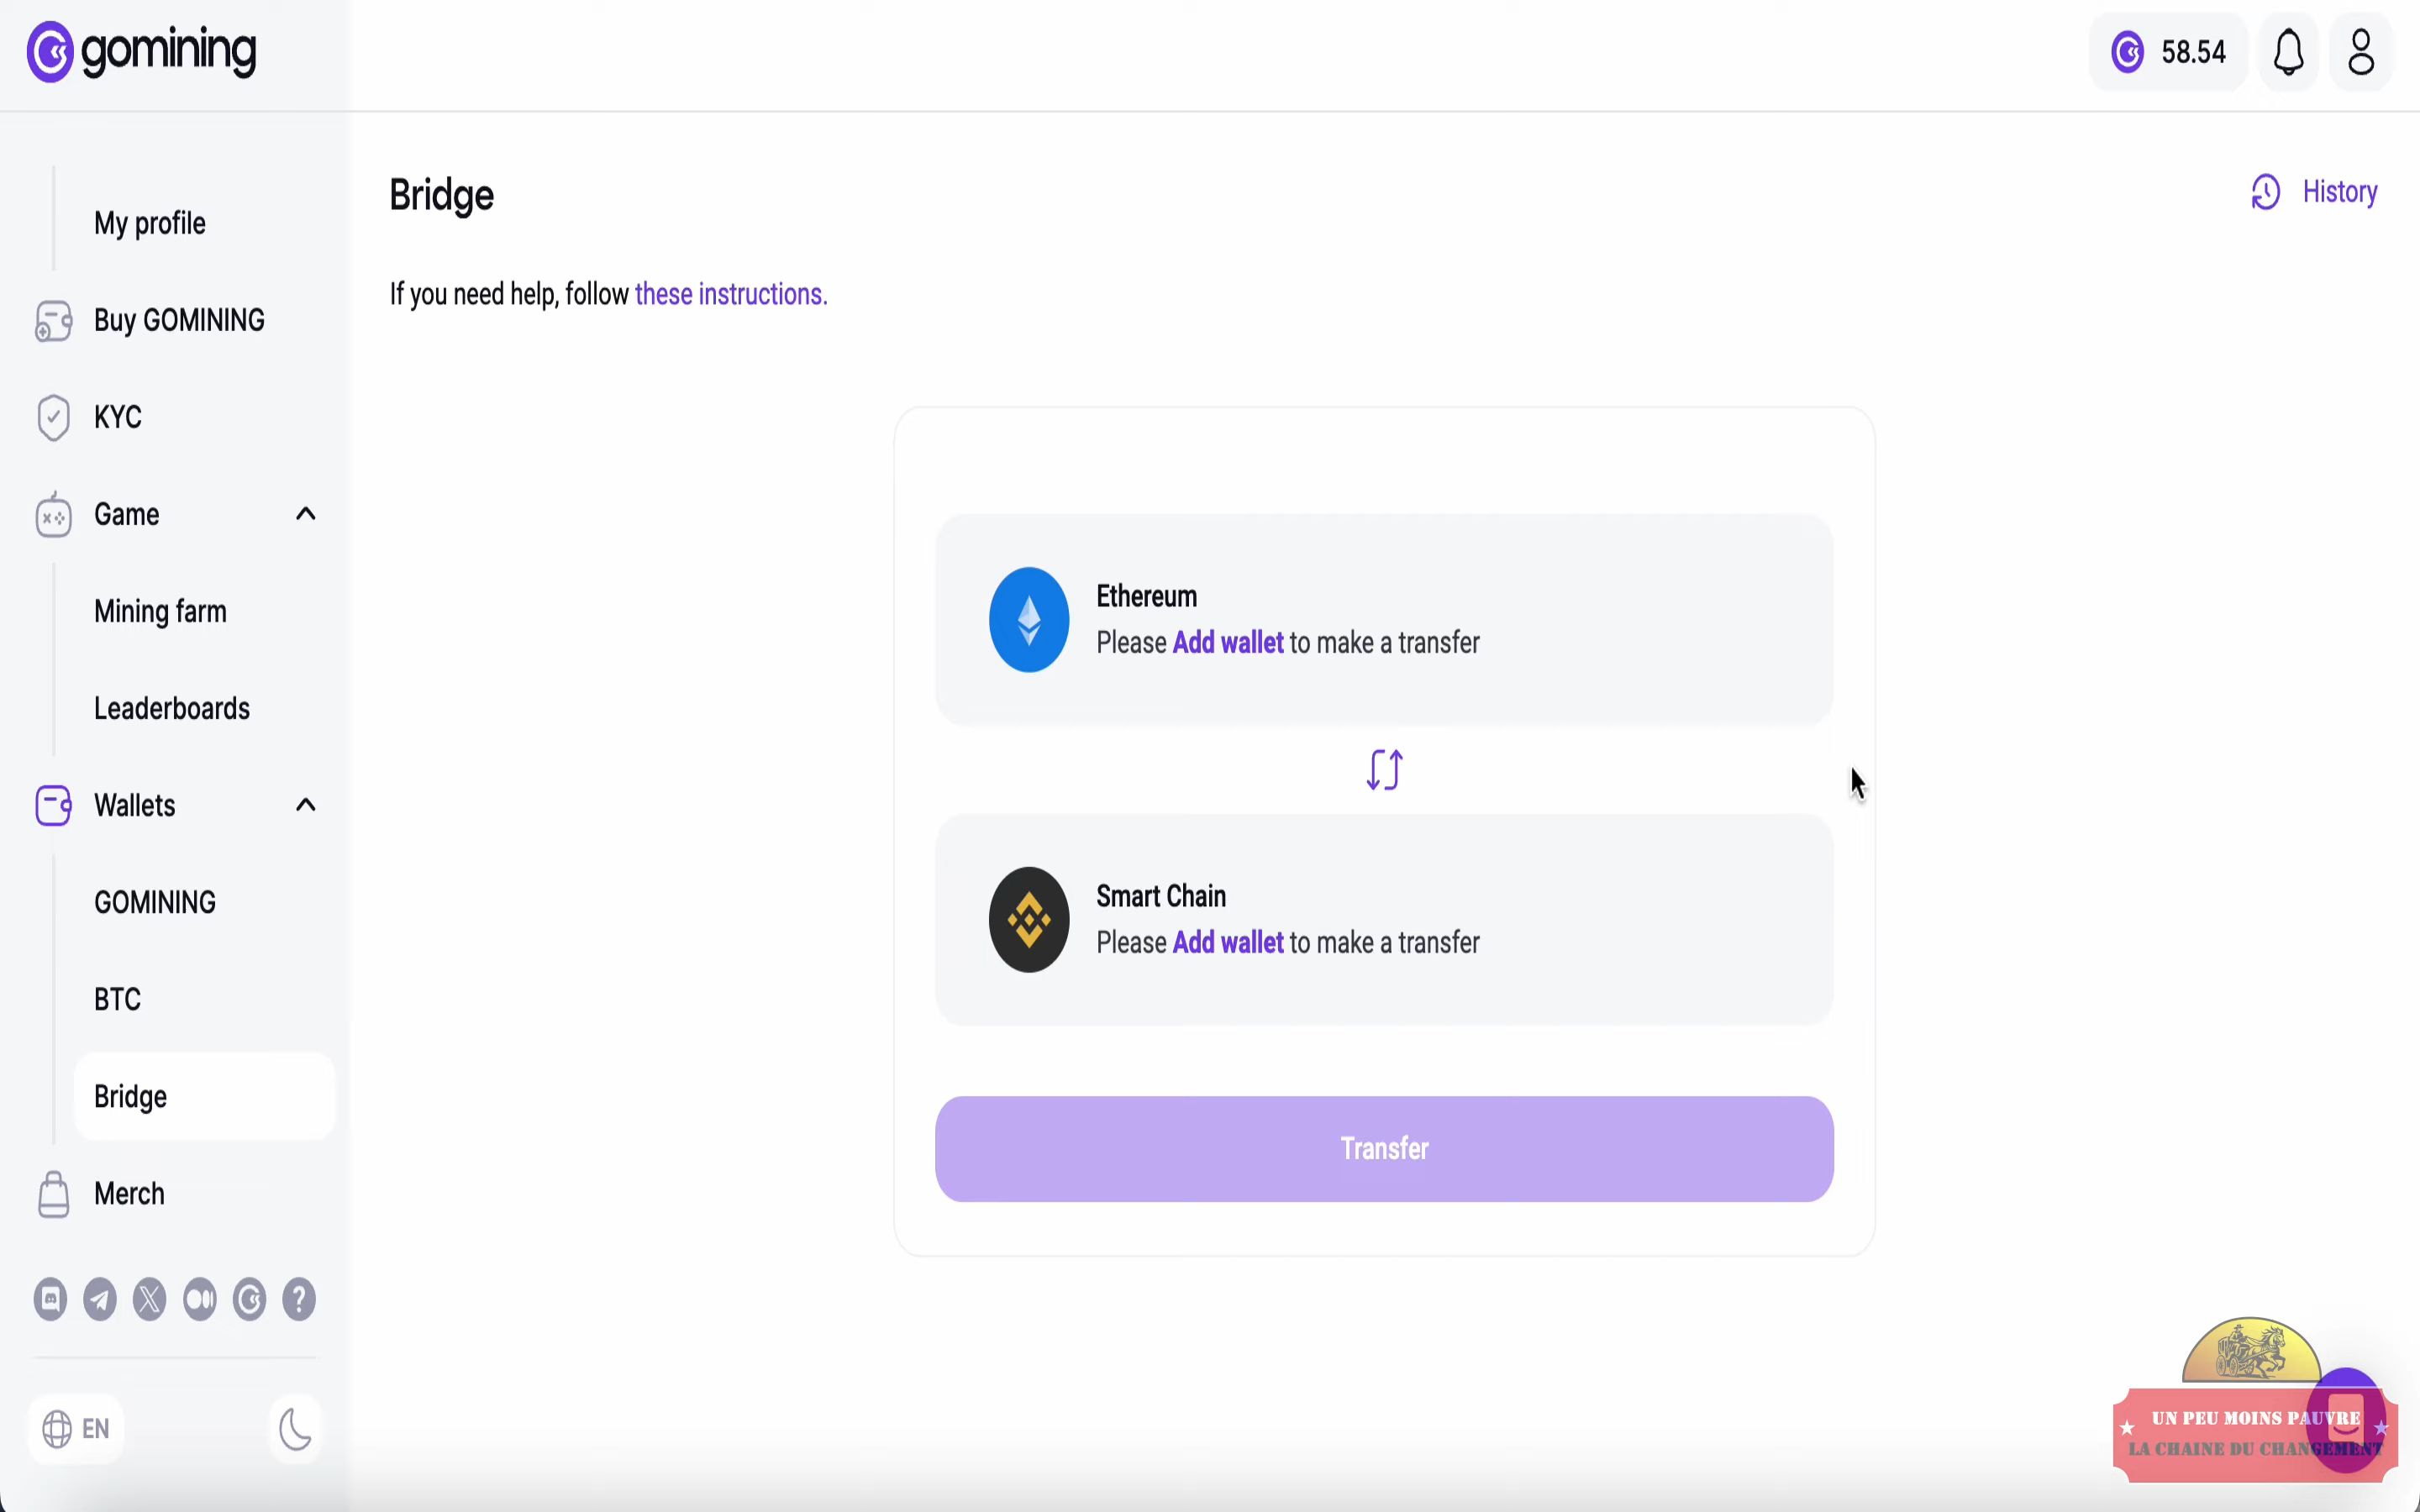 gomining
58.54
Bridge
History
If you need help, follow these instructions.
My profile
Buy GOMINING
KYC
Game
Mining farm
Leaderboards
Wallets
GOMINING
BTC
Bridge
Merch
EN
Ethereum
Please Add wallet to make a transfer
Smart Chain
Please Add wallet to make a transfer
Transfer
UN PEU MOINS PAUVRE
LA CHAINE DU CHANGEMENT